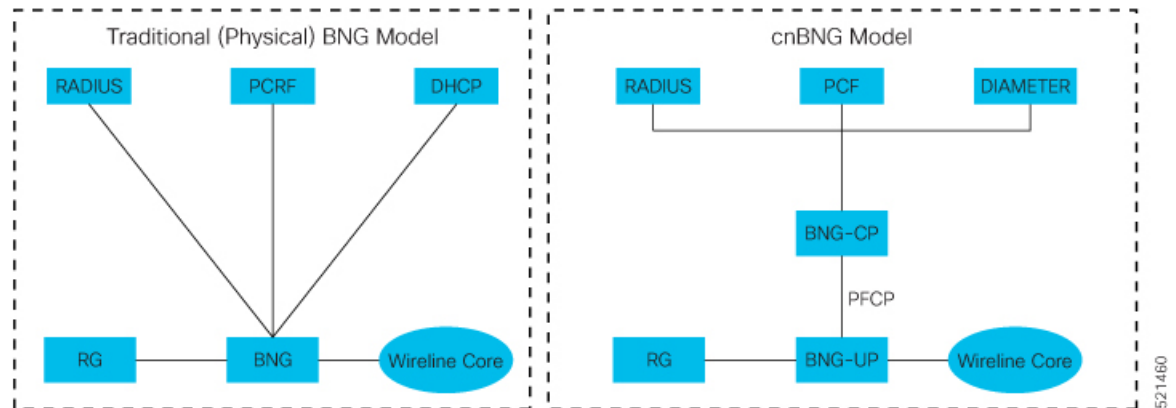 Traditional (Physical) BNG Model
RADIUS
PCRF
DHCP
RG
BNG
Wireline Core
cnBNG Model
RADIUS
PCF
DIAMETER
BNG-CP
PFCP
RG
BNG-UP
Wireline Core
521460